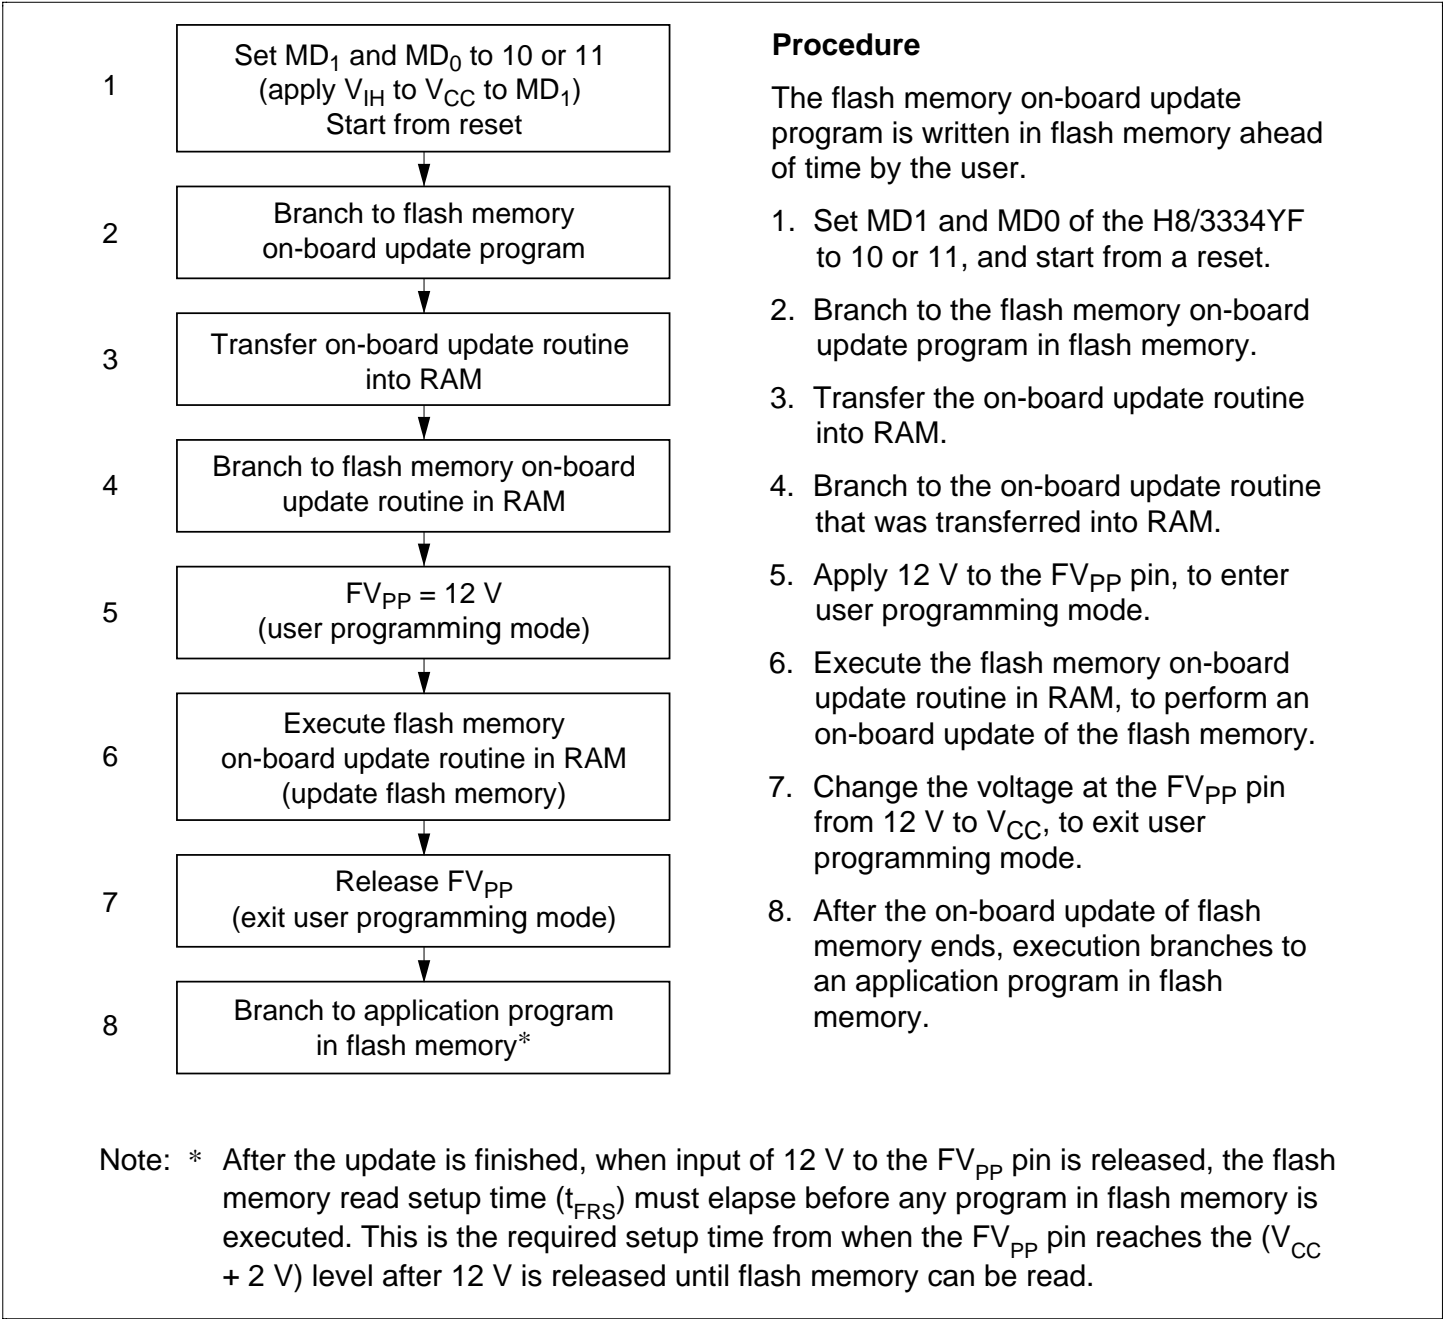 1
Set MD1 and MD0 to 10 or 11
(apply VIH to VCC to MD1)
Start from reset
2
Branch to flash memory
on-board update program
3
Transfer on-board update routine
into RAM
4
Branch to flash memory on-board
update routine in RAM
5
FVPP = 12 V
(user programming mode)
6
Execute flash memory
on-board update routine in RAM
(update flash memory)
7
Release FVPP
(exit user programming mode)
8
Branch to application program
in flash memory*
Procedure
The flash memory on-board update
program is written in flash memory ahead
of time by the user.
1. Set MD1 and MD0 of the H8/3334YF
to 10 or 11, and start from a reset.
2. Branch to the flash memory on-board
update program in flash memory.
3. Transfer the on-board update routine
into RAM.
4. Branch to the on-board update routine
that was transferred into RAM.
5. Apply 12 V to the FVPP pin, to enter
user programming mode.
6. Execute the flash memory on-board
update routine in RAM, to perform an
on-board update of the flash memory.
7. Change the voltage at the FVPP pin
from 12 V to VCC, to exit user
programming mode.
8. After the on-board update of flash
memory ends, execution branches to
an application program in flash
memory.
Note: * After the update is finished, when input of 12 V to the FVPP pin is released, the flash
memory read setup time (tFRS) must elapse before any program in flash memory is
executed. This is the required setup time from when the FVPP pin reaches the (VCC
+ 2 V) level after 12 V is released until flash memory can be read.